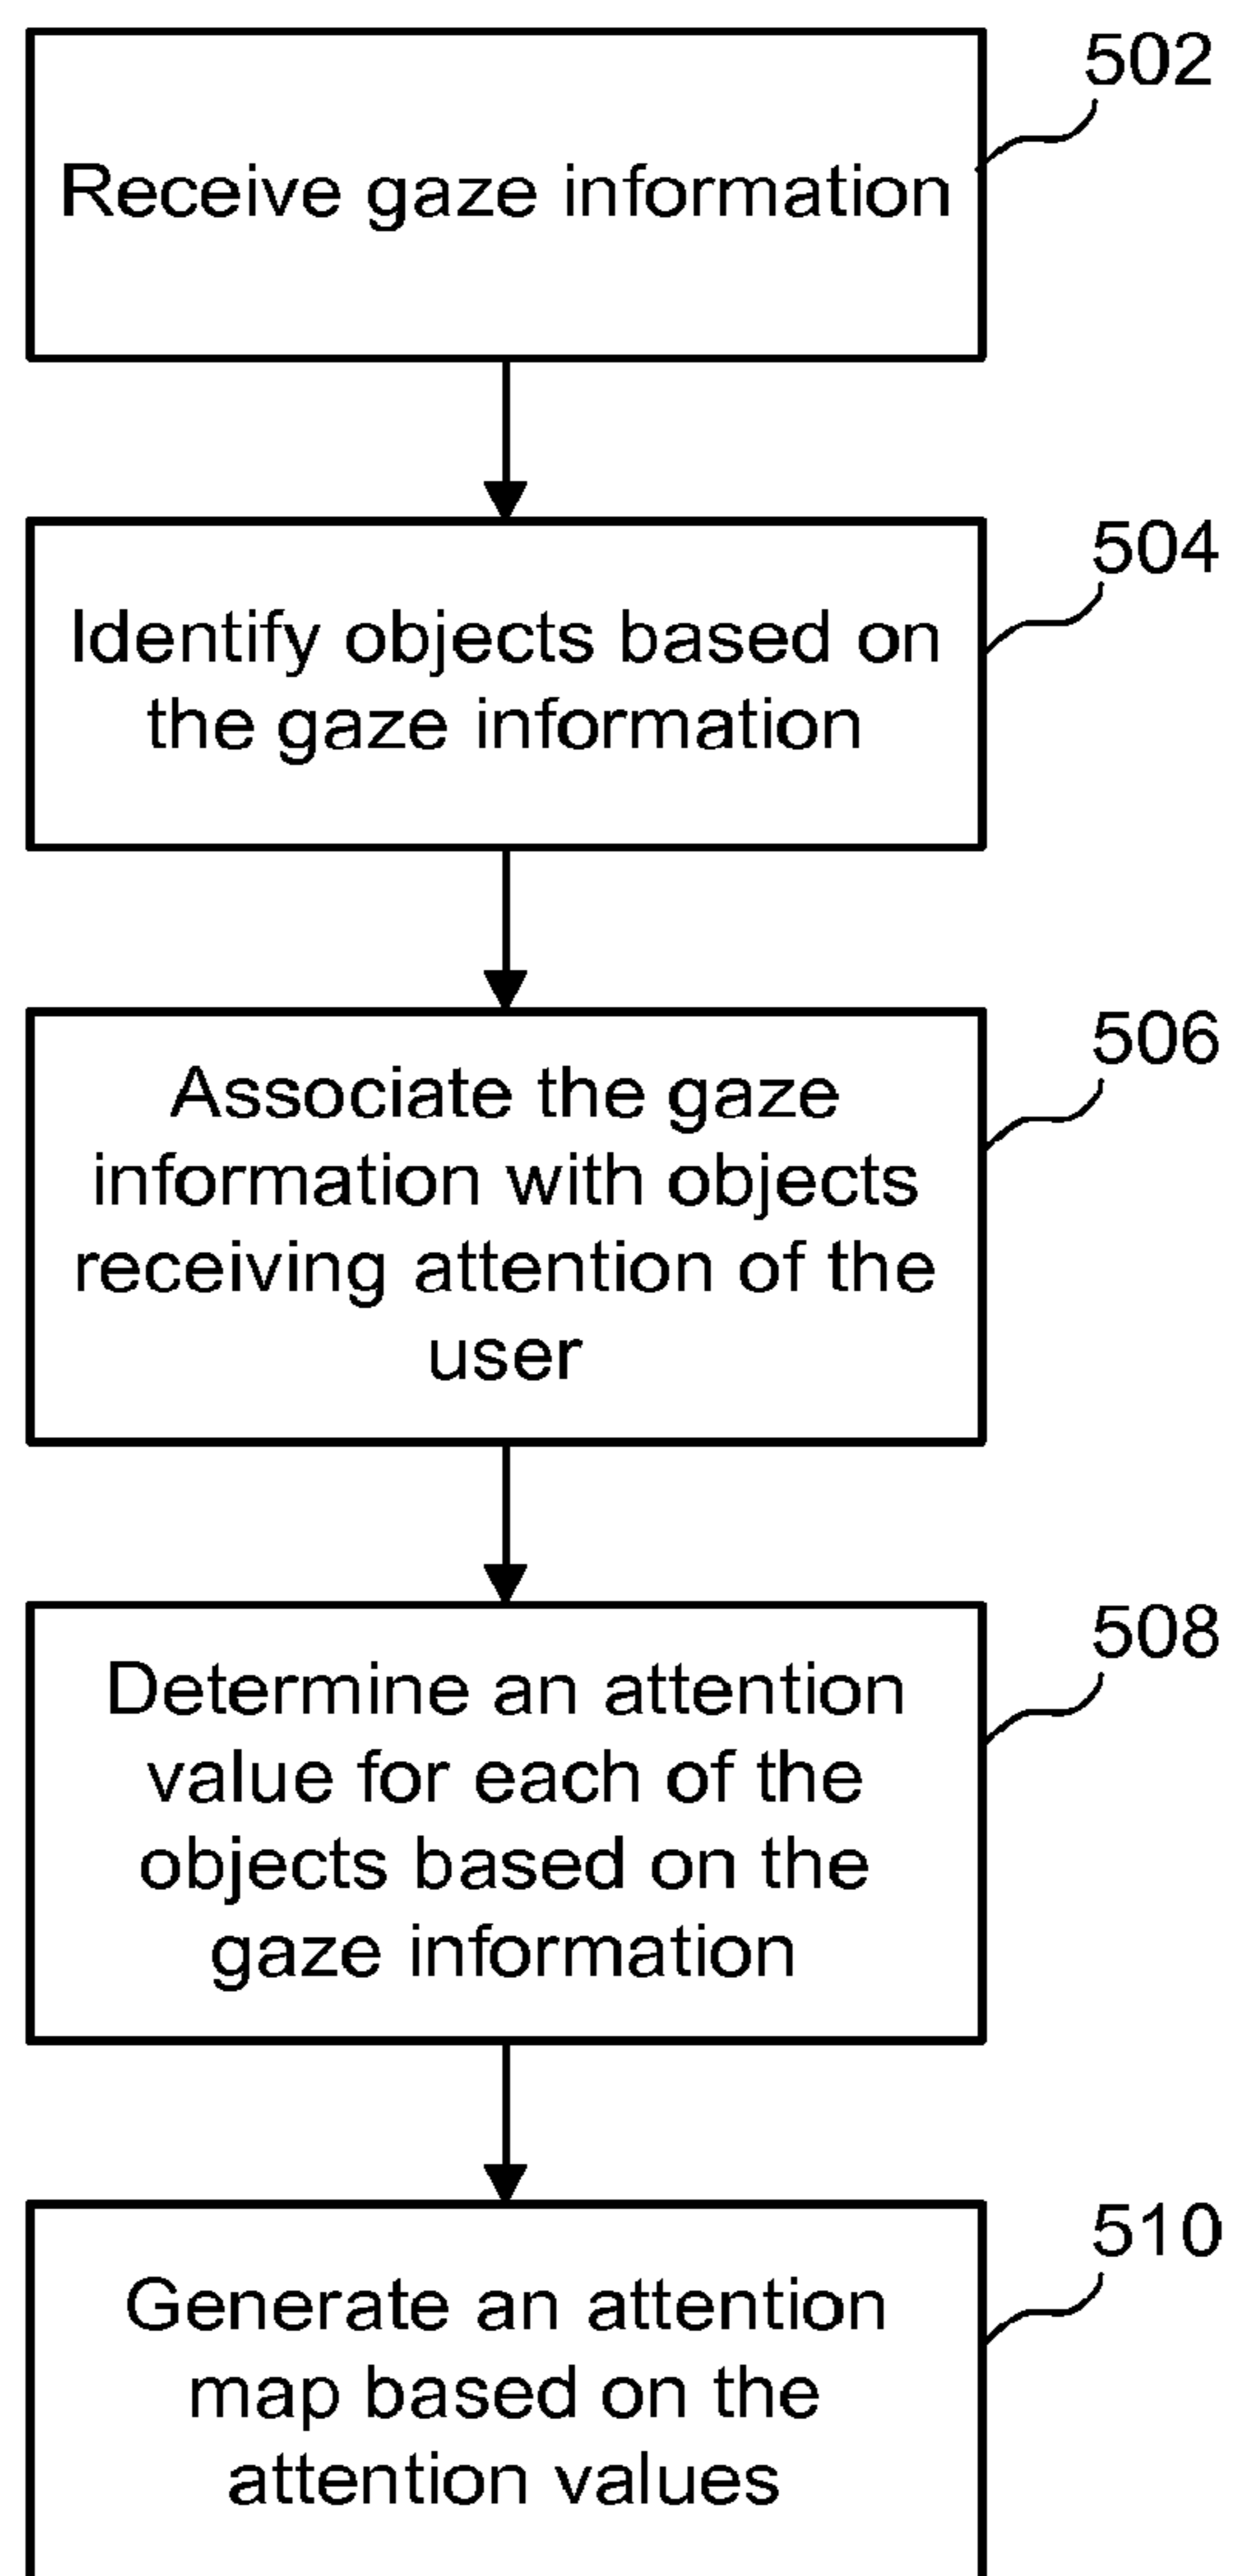 502
Receive gaze information
504
Identify objects based on
the gaze information
506
Associate the gaze
information with objects
receiving attention of the
user
508
Determine an attention
value for each of the
objects based on the
gaze information
510
Generate an attention
map based on the
attention values